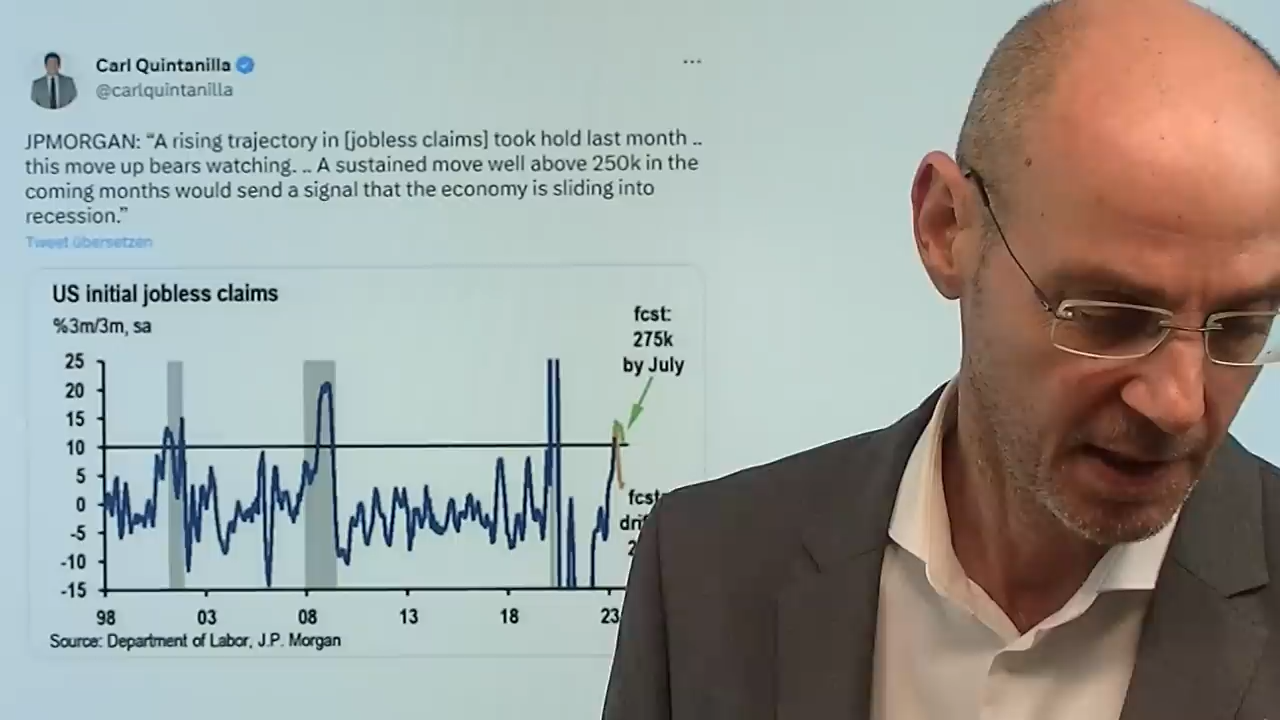 Carl Quintanilla
@carlquintanilla
JPMORGAN: “A rising trajectory in [jobless claims] took hold last month ..
this move up bears watching. .. A sustained move well above 250k in the
coming months would send a signal that the economy is sliding into
recession.”
Tweet übersetzen
US initial jobless claims
%3m/3m, sa
fcst:
275k
by July
25
20
15
10
5
0
-5
-10
-15
fcst
2
98 03 08 13 18 23
Source: Department of Labor, J.P. Morgan